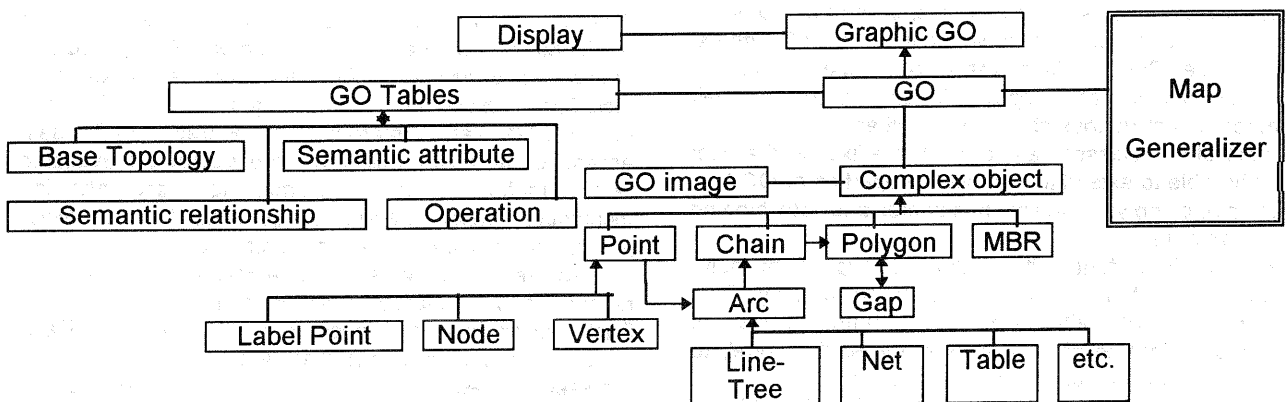 Display
Graphic GO
GO Tables
GO
Map
Generalizer
Base Topology
Semantic attribute
GO image
Complex object
Semantic relationship
Operation
Point
Chain
Polygon
MBR
Arc
Gap
Label Point
Node
Vertex
Line-
Tree
Net
Table
etc.